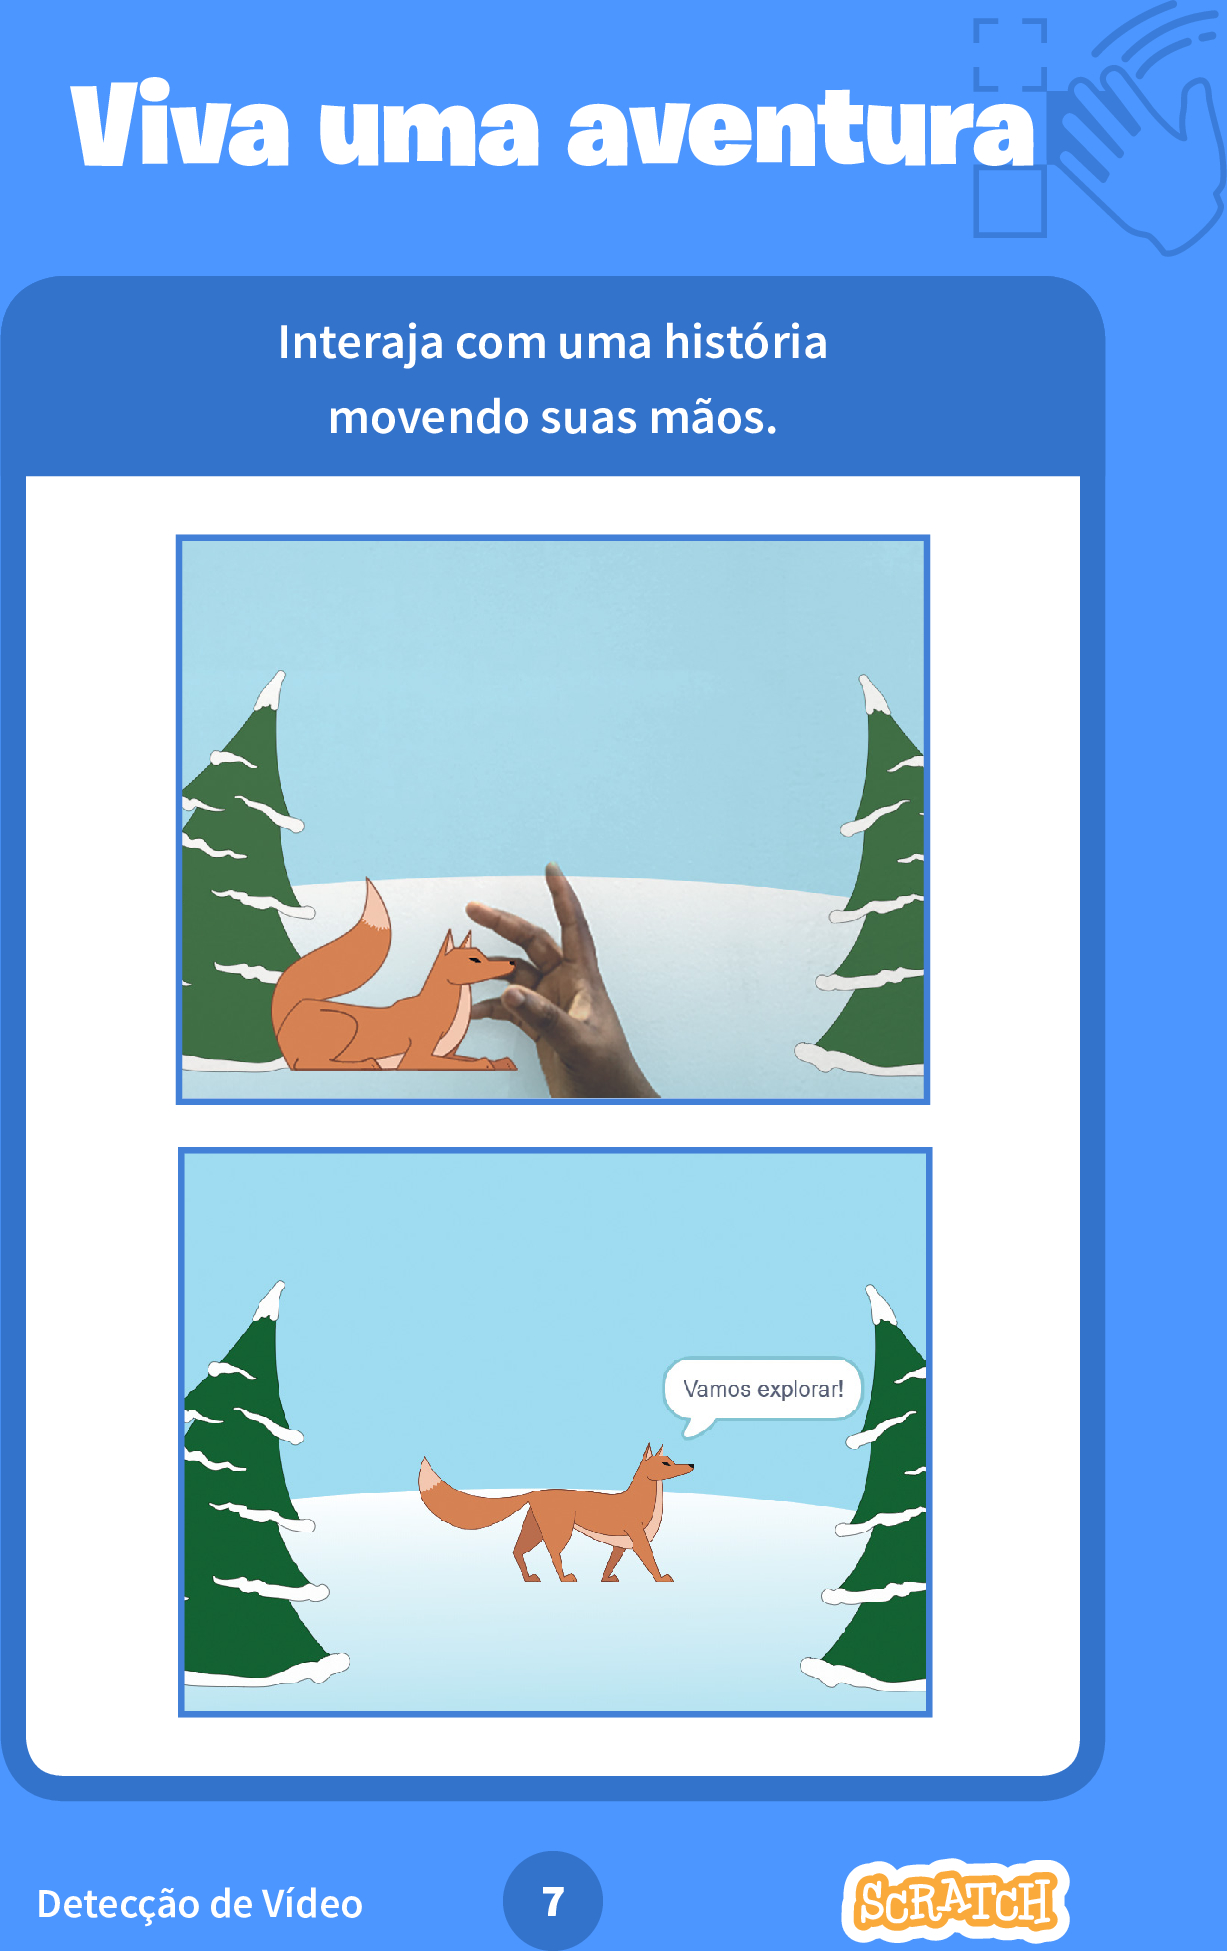 Viva uma aventura
Interaja com uma história
movendo suas mãos.
Vamos explorar!
Detecção de Vídeo
7
SCRATCH